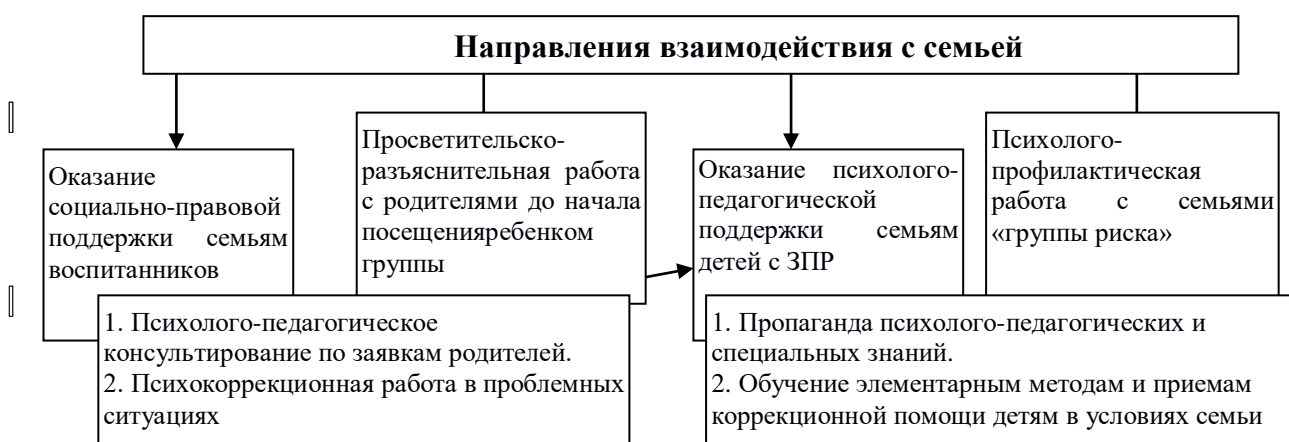 Направления взаимодействия с семьей
Оказание
социально-правовой
поддержки семьям
воспитанников
Просветительско-
разъяснительная работа
с родителями до начала
посещенияребенком
группы
Оказание психолого-
педагогической
поддержки семьям
детей с ЗПР
Психолого-
профилактическая
работа с семьями
«группы риска»
1. Психолого-педагогическое
консультирование по заявкам родителей.
2. Психокоррекционная работа в проблемных
ситуациях
1. Пропаганда психолого-педагогических и
специальных знаний.
2. Обучение элементарным методам и приемам
коррекционной помощи детям в условиях семьи